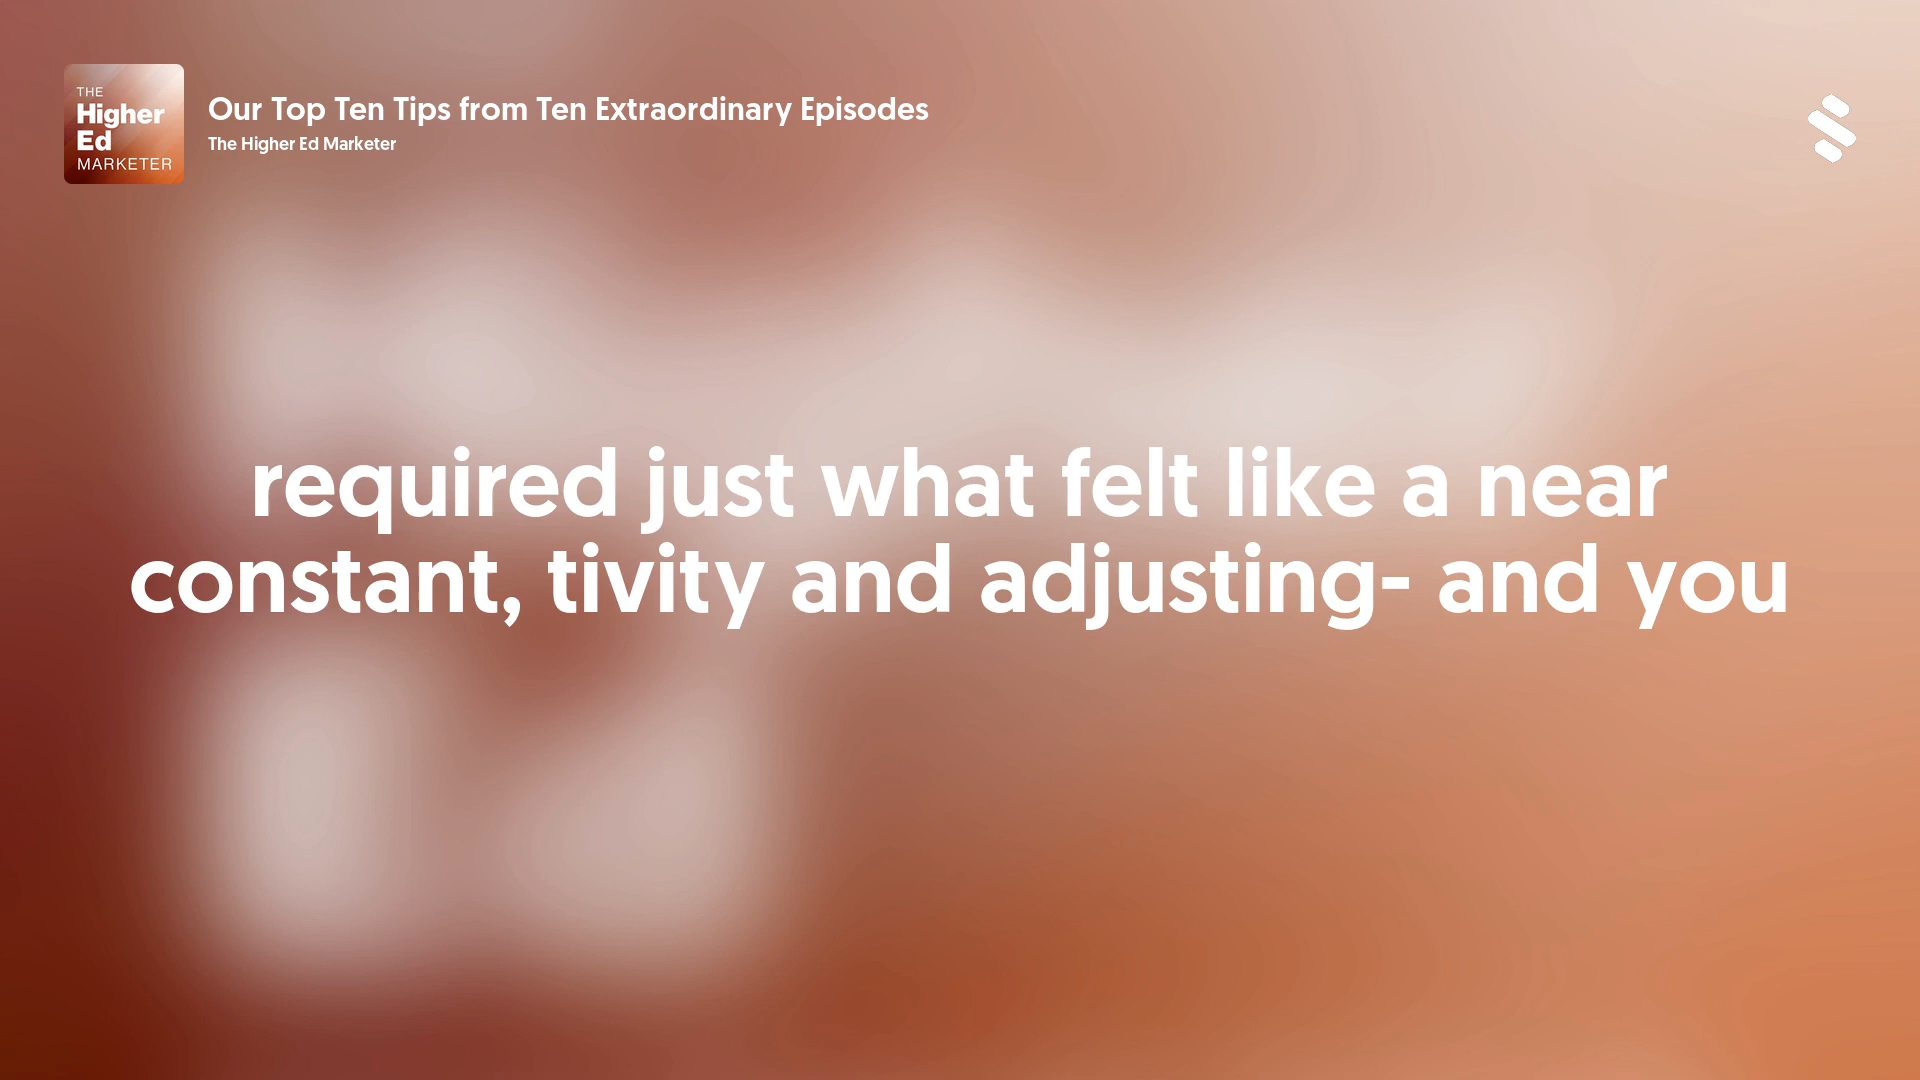 THE
Higher
Ed
MARKETER
Our Top Ten Tips from Ten Extraordinary Episodes
The Higher Ed Marketer
required just what felt like a near
constant, tivity and adjusting- and you